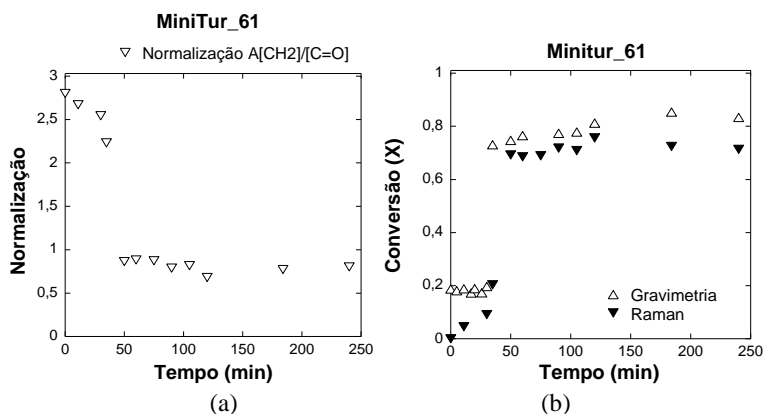 MiniTur_61
▽ Normalização A[CH2]/[C=O]
Normalização
3
2,5
2
1,5
1
0,5
0
0 50 100 150 200 250
Tempo (min)
(a)
Minitur_61
Conversão (X)
1
0,8
0,6
0,4
0,2
0
△ Gravimetria
▼ Raman
0 50 100 150 200 250
Tempo (min)
(b)